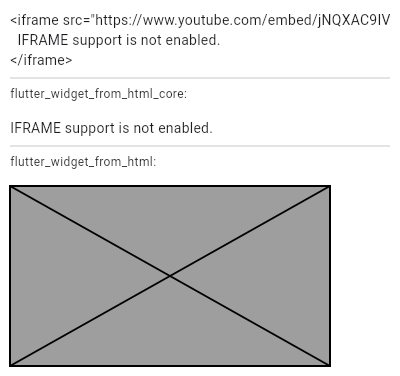 <iframe src="https://www.youtube.com/embed/jNQXAC9IV
IFRAME support is not enabled.
</iframe>
flutter_widget_from_html_core:
IFRAME support is not enabled.
flutter_widget_from_html: